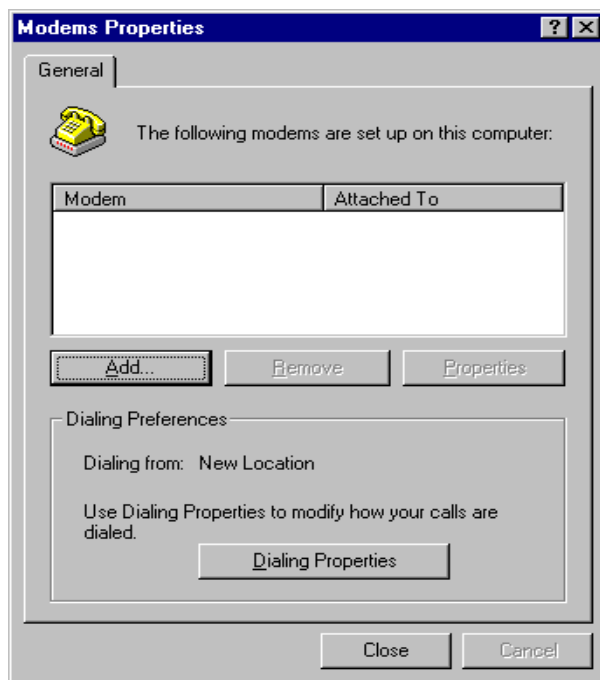 Modems Properties
General
The following modems are set up on this computer:
Modem Attached To
Add... Remove Properties
Dialing Preferences
Dialing from: New Location
Use Dialing Properties to modify how your calls are
dialed.
Dialing Properties
Close Cancel